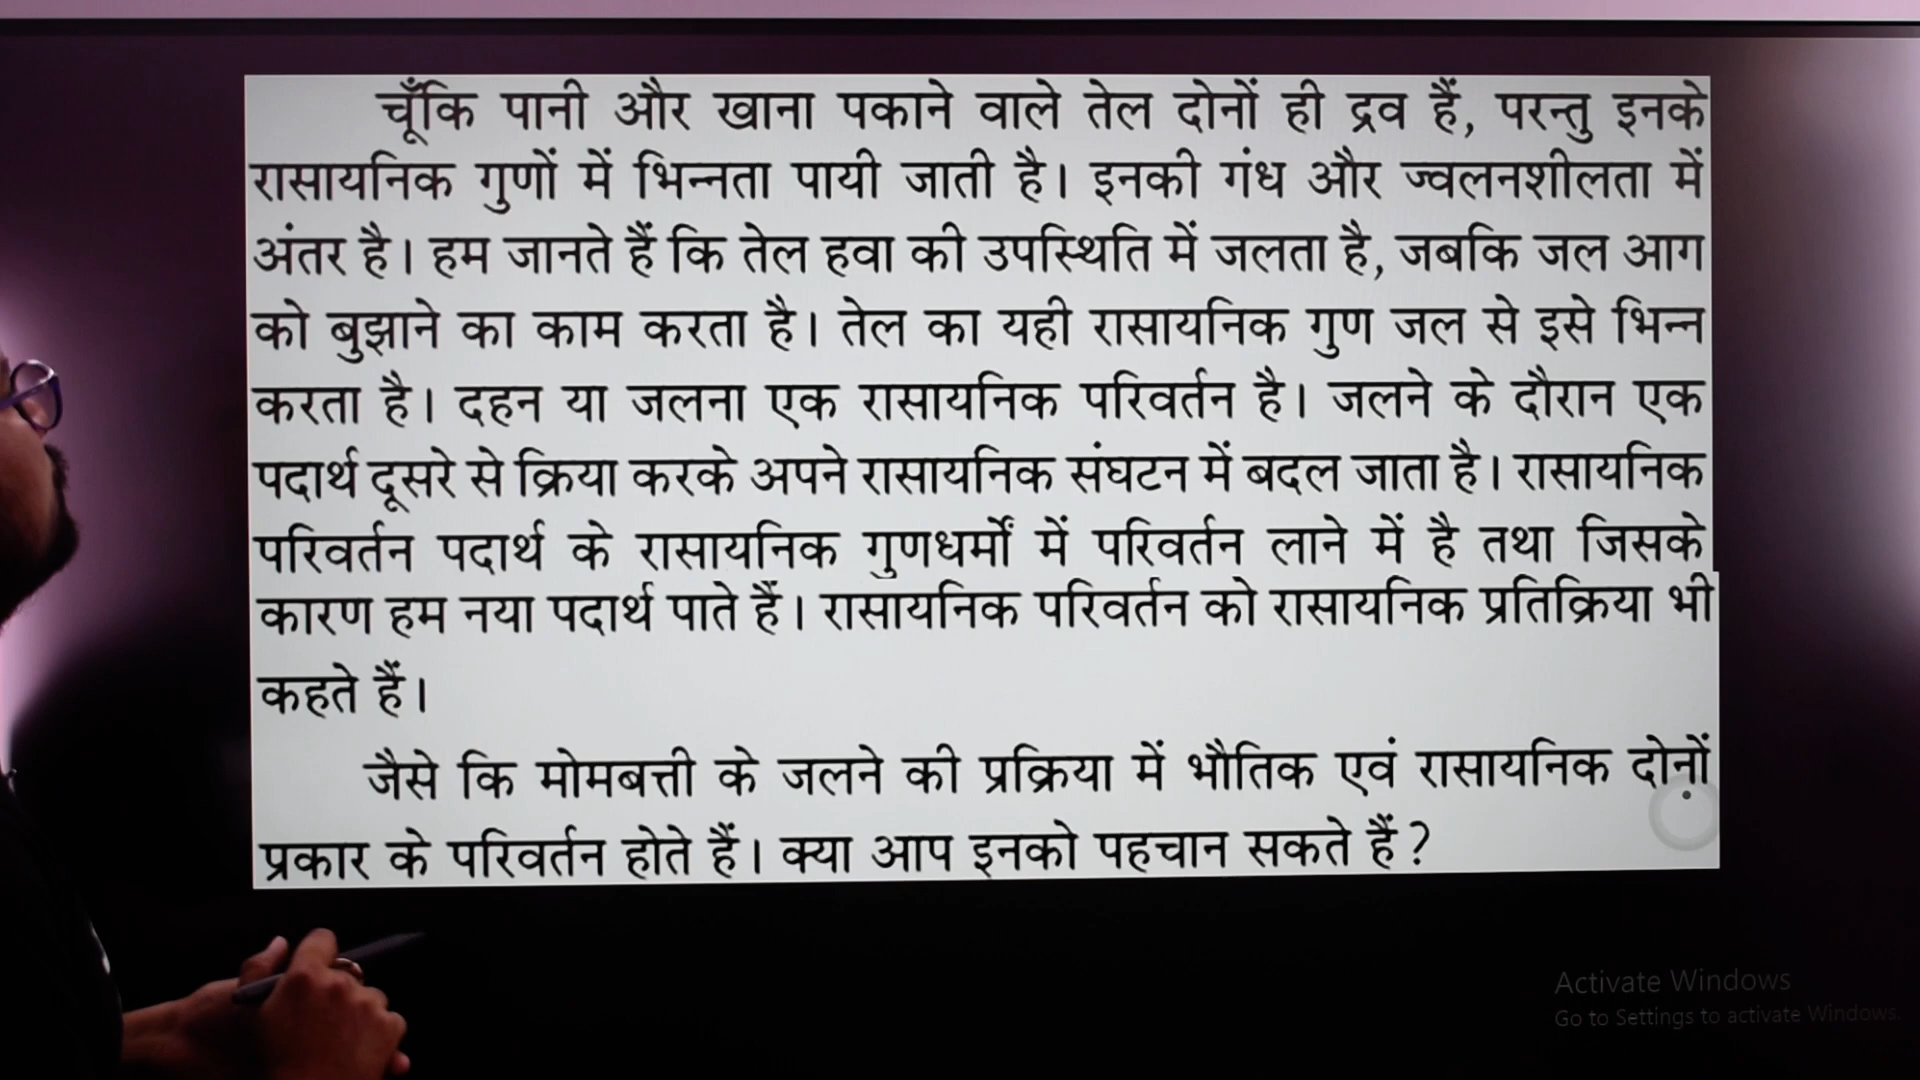 चूँकि पानी और खाना पकाने वाले तेल दोनों ही द्रव हैं, परन्तु इनके
रासायनिक गुणों में भिन्नता पायी जाती है। इनकी गंध और ज्वलनशीलता में
अंतर है। हम जानते हैं कि तेल हवा की उपस्थिति में जलता है, जबकि जल आग
को बुझाने का काम करता है। तेल का यही रासायनिक गुण जल से इसे भिन्न
करता है। दहन या जलना एक रासायनिक परिवर्तन है। जलने के दौरान एक
पदार्थ दूसरे से क्रिया करके अपने रासायनिक संघटन में बदल जाता है। रासायनिक
परिवर्तन पदार्थ के रासायनिक गुणधर्मों में परिवर्तन लाने में है तथा जिसके
कारण हम नया पदार्थ पाते हैं। रासायनिक परिवर्तन को रासायनिक प्रतिक्रिया भी
कहते हैं।
जैसे कि मोमबत्ती के जलने की प्रक्रिया में भौतिक एवं रासायनिक दोनों
प्रकार के परिवर्तन होते हैं। क्या आप इनको पहचान सकते हैं?
Activate Windows
Go to Settings to activate Windows.